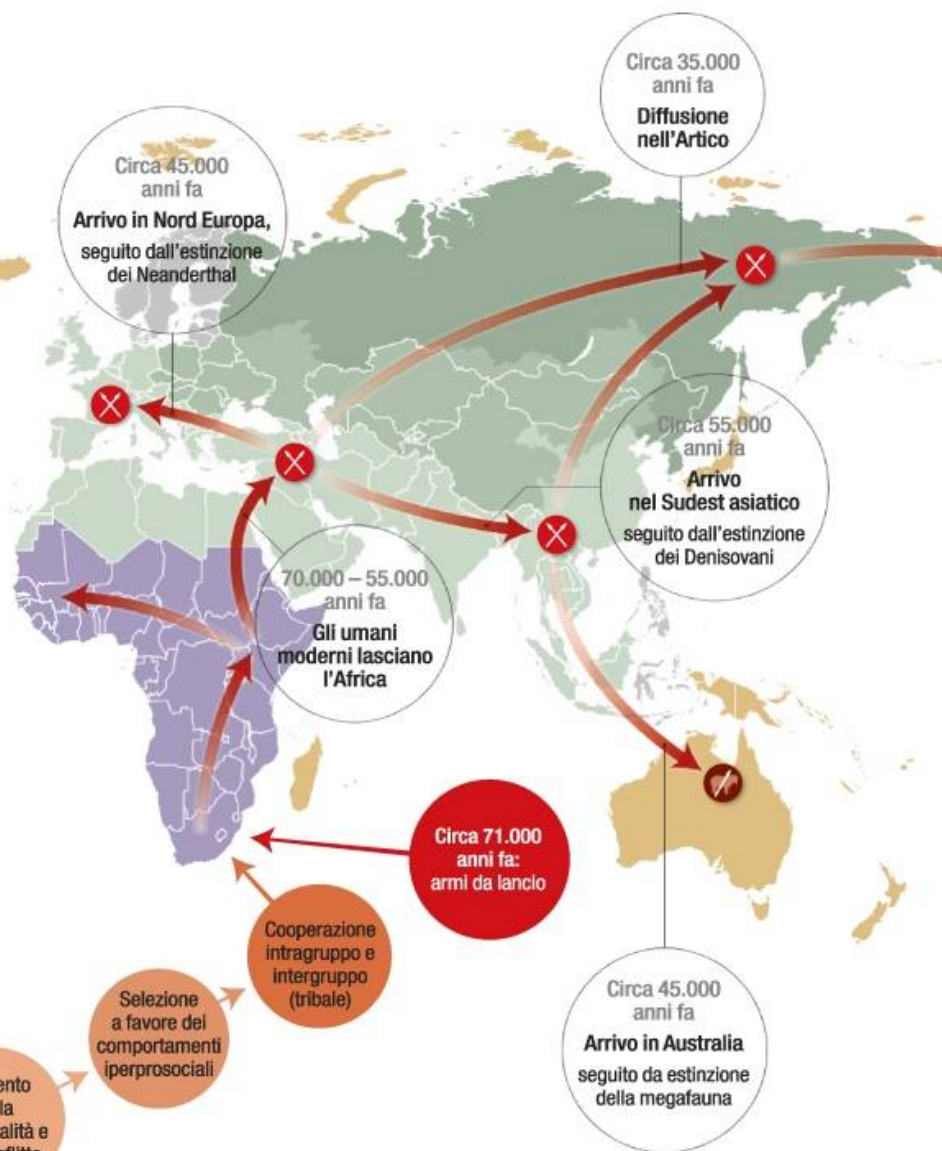 Circa 35.000
anni fa
Diffusione
nell'Artico
Circa 45.000
anni fa
Arrivo in Nord Europa,
seguito dall'estinzione
dei Neanderthal
Circa 55.000
anni fa
Arrivo
nel Sudest asiatico
seguito dall'estinzione
dei Denisovani
70.000 – 55.000
anni fa
Gli umani
moderni lasciano
l'Africa
Circa 71.000
anni fa:
armi da lancio
Cooperazione
intragruppo e
intergruppo
(tribale)
Selezione
a favore dei
comportamenti
iperprosociali
Circa 45.000
anni fa
Arrivo in Australia
seguito da estinzione
della megafauna
ento
la
alità e